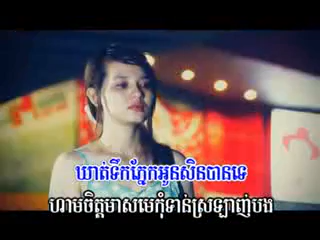 ឃាត់ទឹកភ្នែកអូនសិនបានទេ
ហាមចិត្តមាសមេកុំទាន់ស្រឡាញ់បង